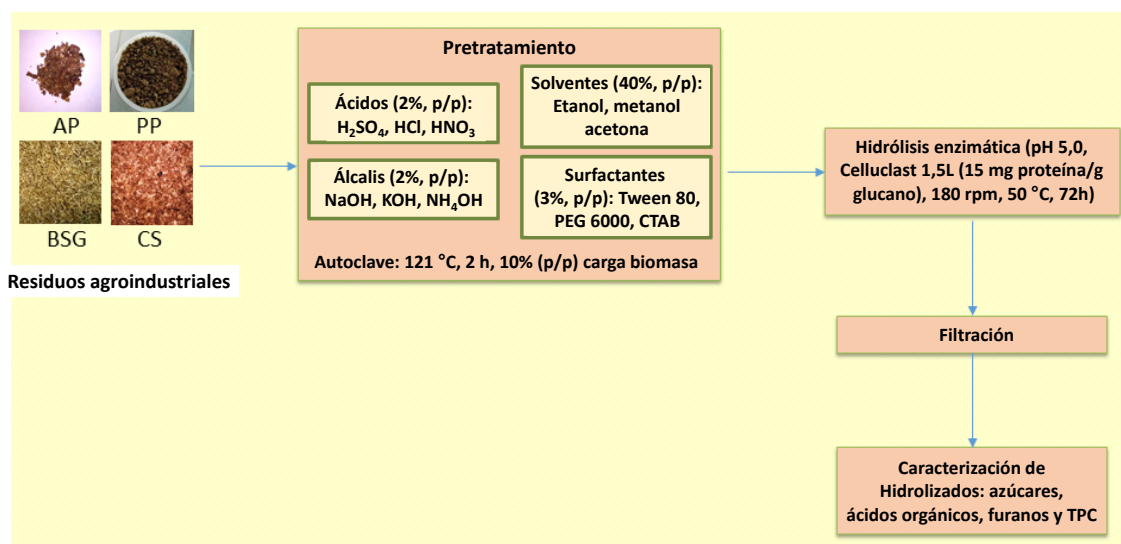 AP PP
BSG CS
Residuos agroindustriales
Pretratamiento
Ácidos (2%, p/p):
H₂SO₄, HCl, HNO₃
Álcalis (2%, p/p):
NaOH, KOH, NH₄OH
Solventes (40%, p/p):
Etanol, metanol
acetona
Surfactantes
(3%, p/p): Tween 80,
PEG 6000, CTAB
Autoclave: 121 °C, 2 h, 10% (p/p) carga biomasa
Hidrólisis enzimática (pH 5,0,
Celluclast 1,5L (15 mg proteína/g
glucano), 180 rpm, 50 °C, 72h)
Filtración
Caracterización de
Hidrolizados: azúcares,
ácidos orgánicos, furanos y TPC